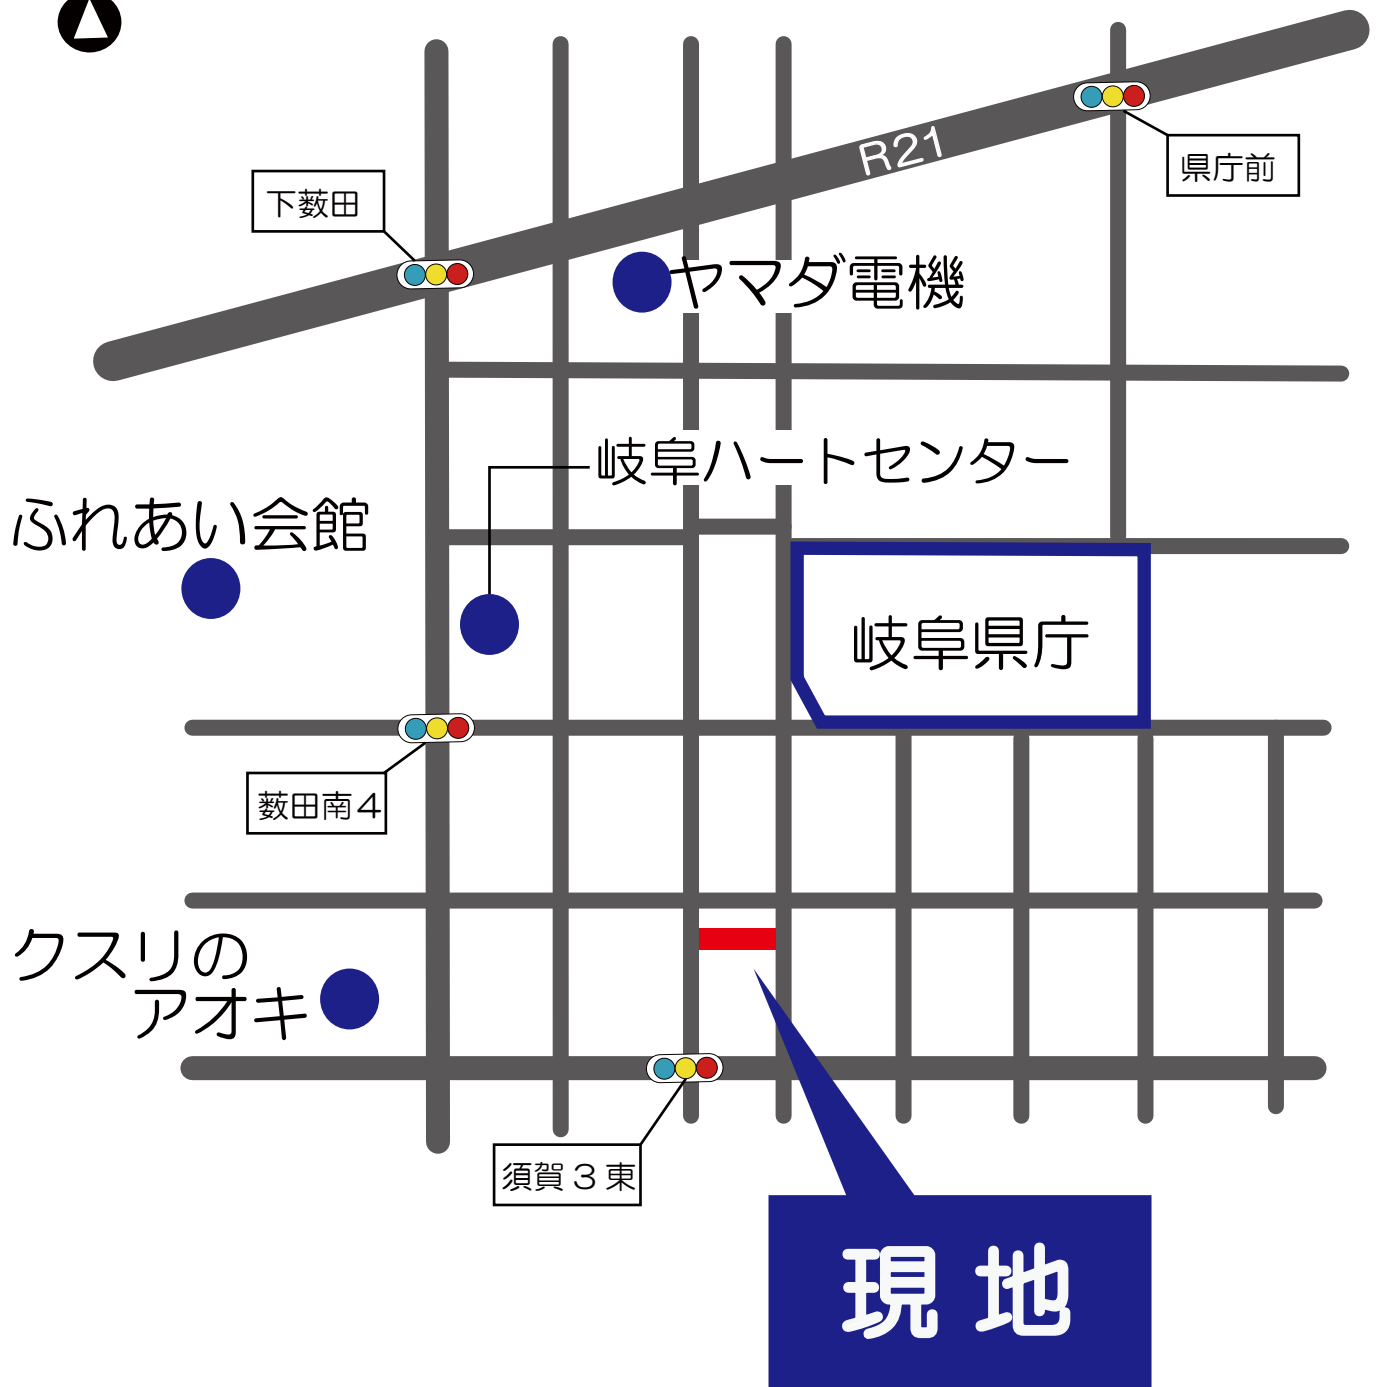 R21
県庁前
下薮田
ヤマダ電機
岐阜ハートセンター
ふれあい会館
岐阜県庁
薮田南4
クスリの
アオキ
須賀3東
現地